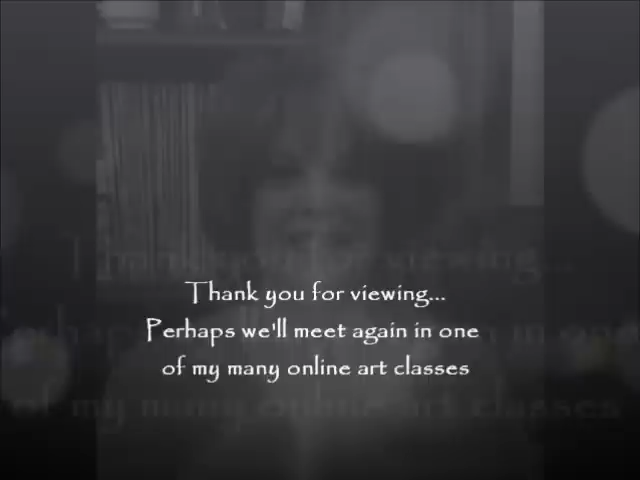 Thank you for viewing...
Perhaps we'll meet again in one
of my many online art classes